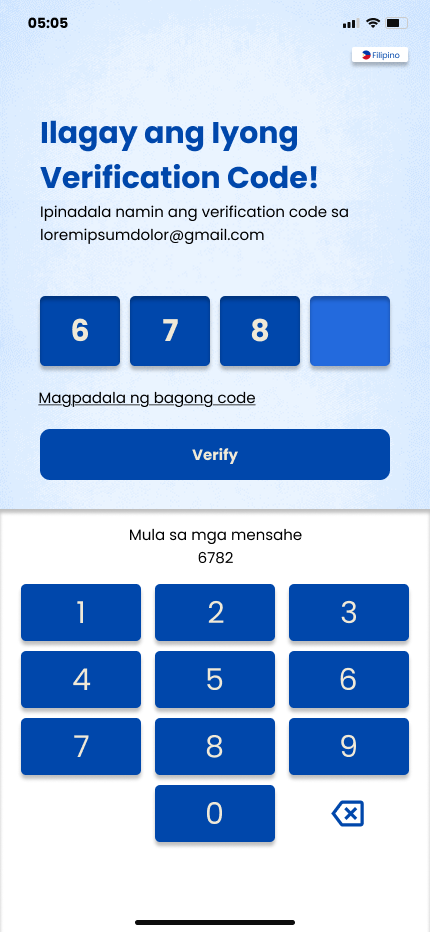 05:05
Filipino
Ilagay ang Iyong
Verification Code!
Ipinadala namin ang verification code sa
loremipsumdolor@gmail.com
6 7 8
Magpadala ng bagong code
Verify
Mula sa mga mensahe
6782
1 2 3
4 5 6
7 8 9
0